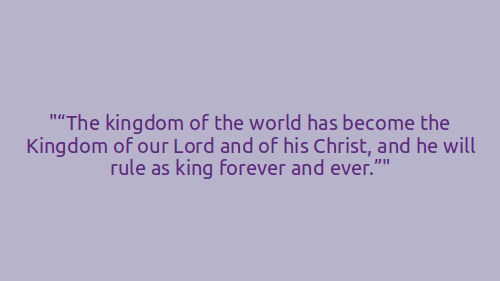 "“The kingdom of the world has become the
Kingdom of our Lord and of his Christ, and he will
rule as king forever and ever.”"